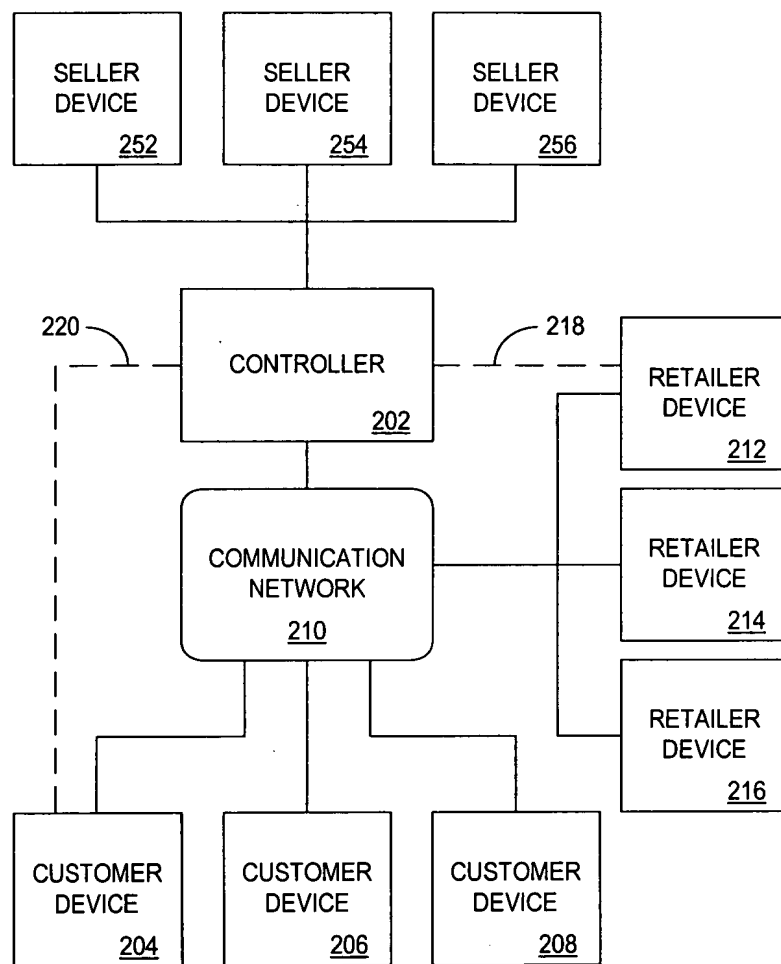 SELLER
DEVICE
252
SELLER
DEVICE
254
SELLER
DEVICE
256
220
CONTROLLER
202
218
RETAILER
DEVICE
212
COMMUNICATION
NETWORK
210
RETAILER
DEVICE
214
RETAILER
DEVICE
216
CUSTOMER
DEVICE
204
CUSTOMER
DEVICE
206
CUSTOMER
DEVICE
208